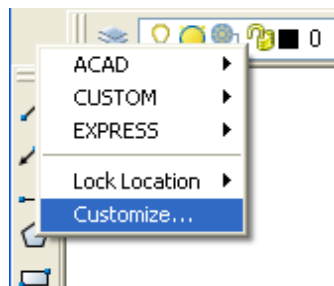 0
ACAD
CUSTOM
EXPRESS
Lock Location
Customize...